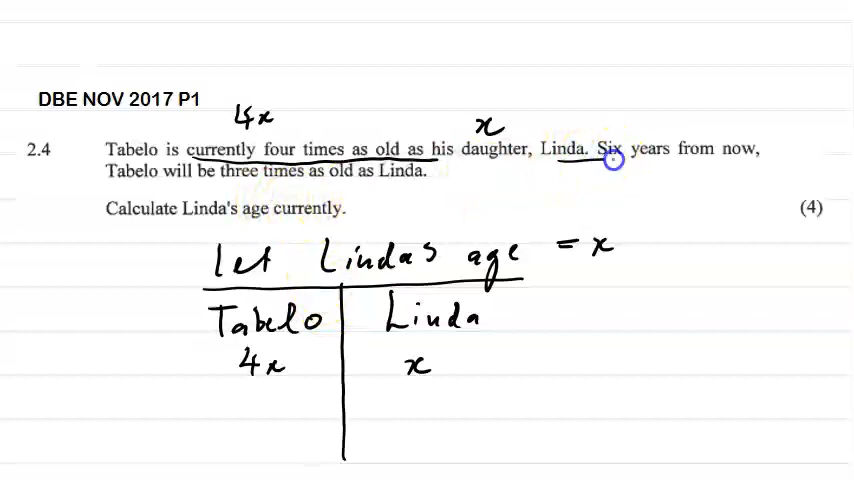 DBE NOV 2017 P1
4x x
2.4 Tabelo is currently four times as old as his daughter, Linda. Six years from now,
Tabelo will be three times as old as Linda.
Calculate Linda's age currently. (4)
Let Lindas age = x
Tabelo Linda
4x x